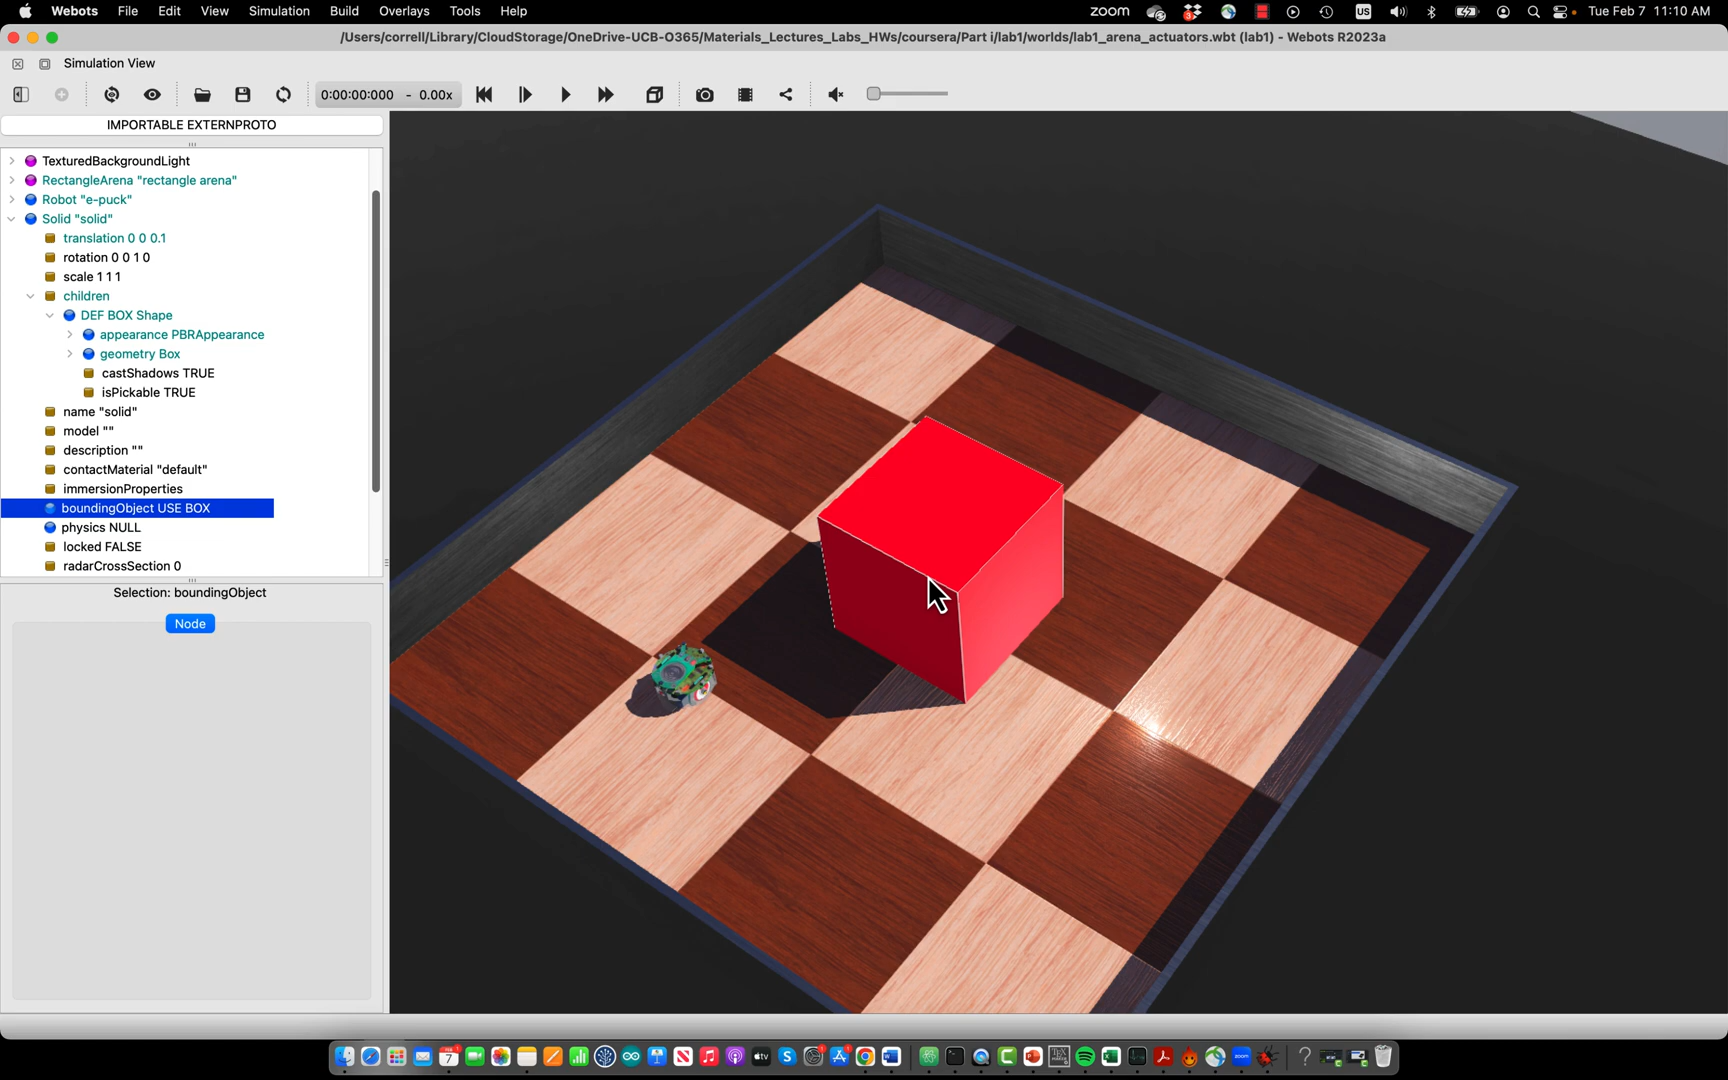 Webots File Edit View Simulation Build Overlays Tools Help zoom 3 US Tue Feb 7 11:10 AM
/Users/correll/Library/CloudStorage/OneDrive-UCB-O365/Materials_Lectures_Labs_HWs/coursera/Part i/lab1/worlds/lab1_arena_actuators.wbt (lab1) - Webots R2023a
Simulation View
0:00:00:000 - 0.00x
IMPORTABLE EXTERNPROTO
TexturedBackgroundLight
RectangleArena "rectangle arena"
Robot "e-puck"
Solid "solid"
translation 0 0 0.1
rotation 0 0 1 0
scale 1 1 1
children
DEF BOX Shape
appearance PBRAppearance
geometry Box
castShadows TRUE
isPickable TRUE
name "solid"
model ""
description ""
contactMaterial "default"
immersionProperties
boundingObject USE BOX
physics NULL
locked FALSE
radarCrossSection 0
Selection: boundingObject
Node